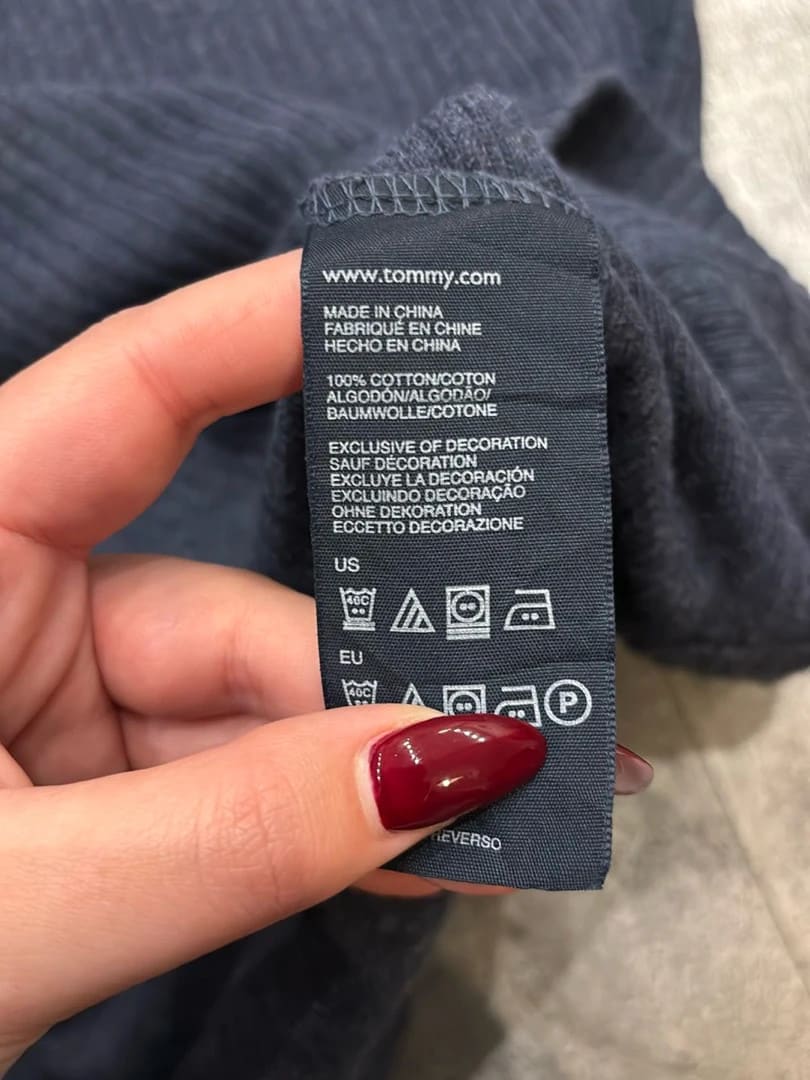 www.tommy.com
MADE IN CHINA
FABRIQUÉ EN CHINE
HECHO EN CHINA
100% COTTON/COTON
ALGODÓN/ALGODÃO/
BAUMWOLLE/COTONE
EXCLUSIVE OF DECORATION
SAUF DÉCORATION
EXCLUYE LA DECORACIÓN
EXCLUINDO DECORAÇÃO
OHNE DEKORATION
ECCETTO DECORAZIONE
US
40C
EU
40C P
REVERSO